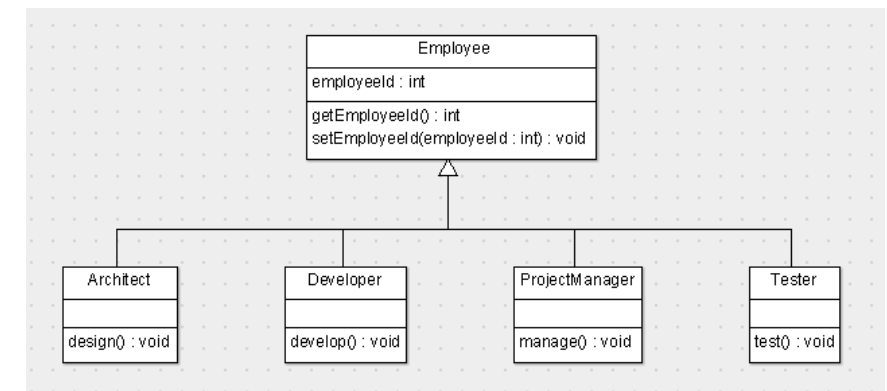 Employee
employeeId : int
getEmployeeId() : int
setEmployeeId(employeeId : int) : void
Architect
design() : void
Developer
develop() : void
ProjectManager
manage() : void
Tester
test() : void